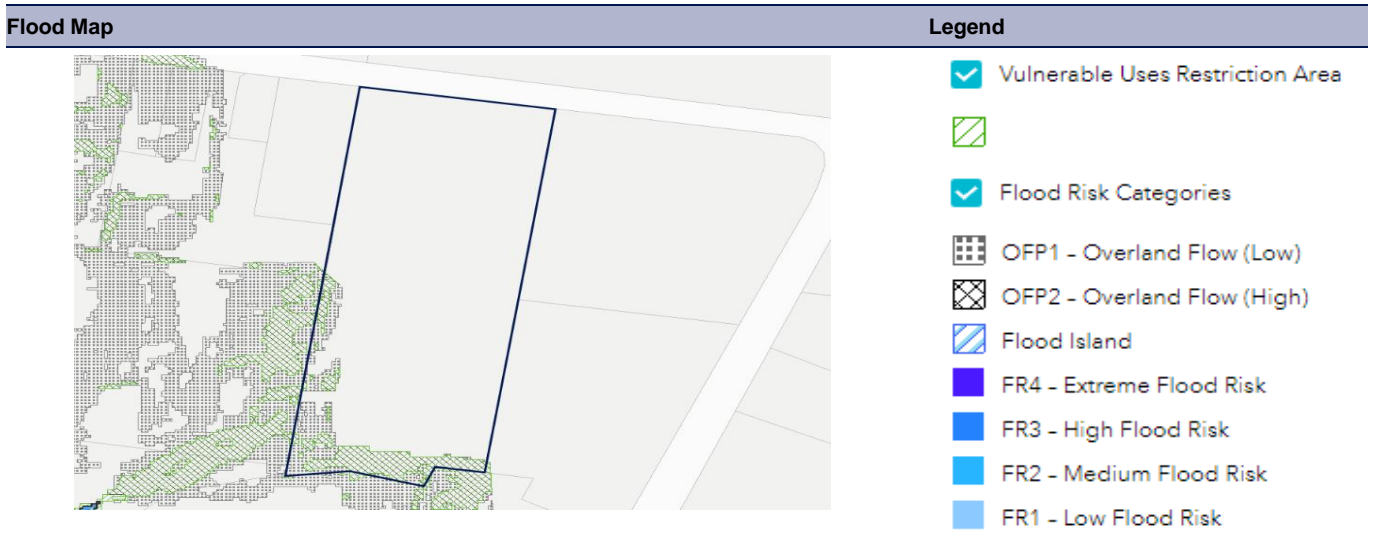 Flood Map
Legend
Vulnerable Uses Restriction Area
Flood Risk Categories
OFP1 - Overland Flow (Low)
OFP2 - Overland Flow (High)
Flood Island
FR4 - Extreme Flood Risk
FR3 - High Flood Risk
FR2 - Medium Flood Risk
FR1 - Low Flood Risk